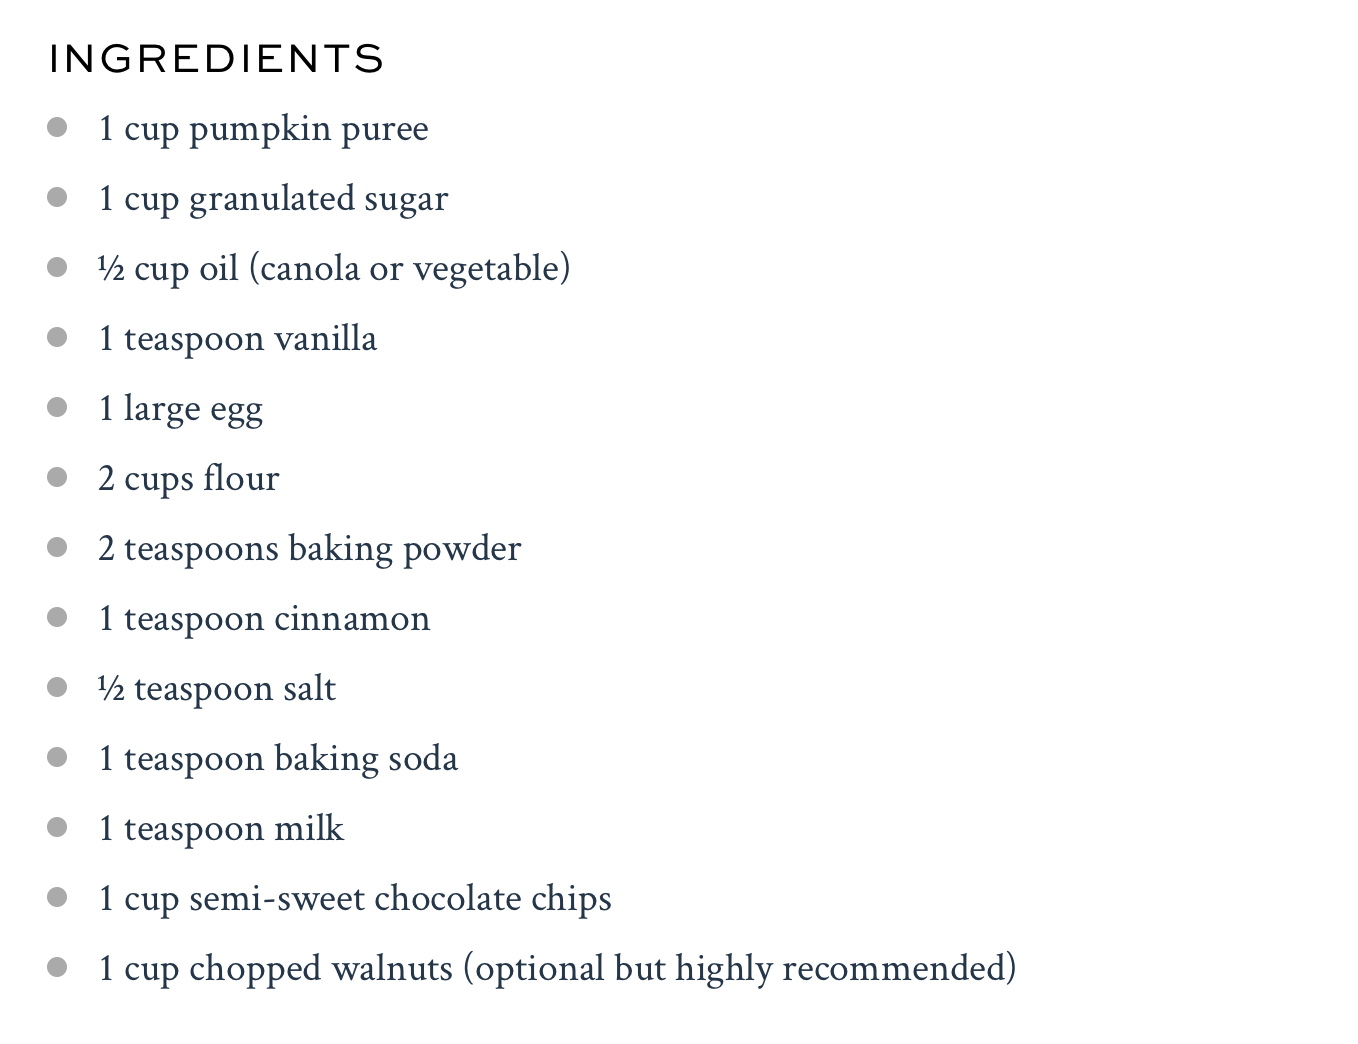 INGREDIENTS
1 cup pumpkin puree
1 cup granulated sugar
½ cup oil (canola or vegetable)
1 teaspoon vanilla
1 large egg
2 cups flour
2 teaspoons baking powder
1 teaspoon cinnamon
½ teaspoon salt
1 teaspoon baking soda
1 teaspoon milk
1 cup semi-sweet chocolate chips
1 cup chopped walnuts (optional but highly recommended)